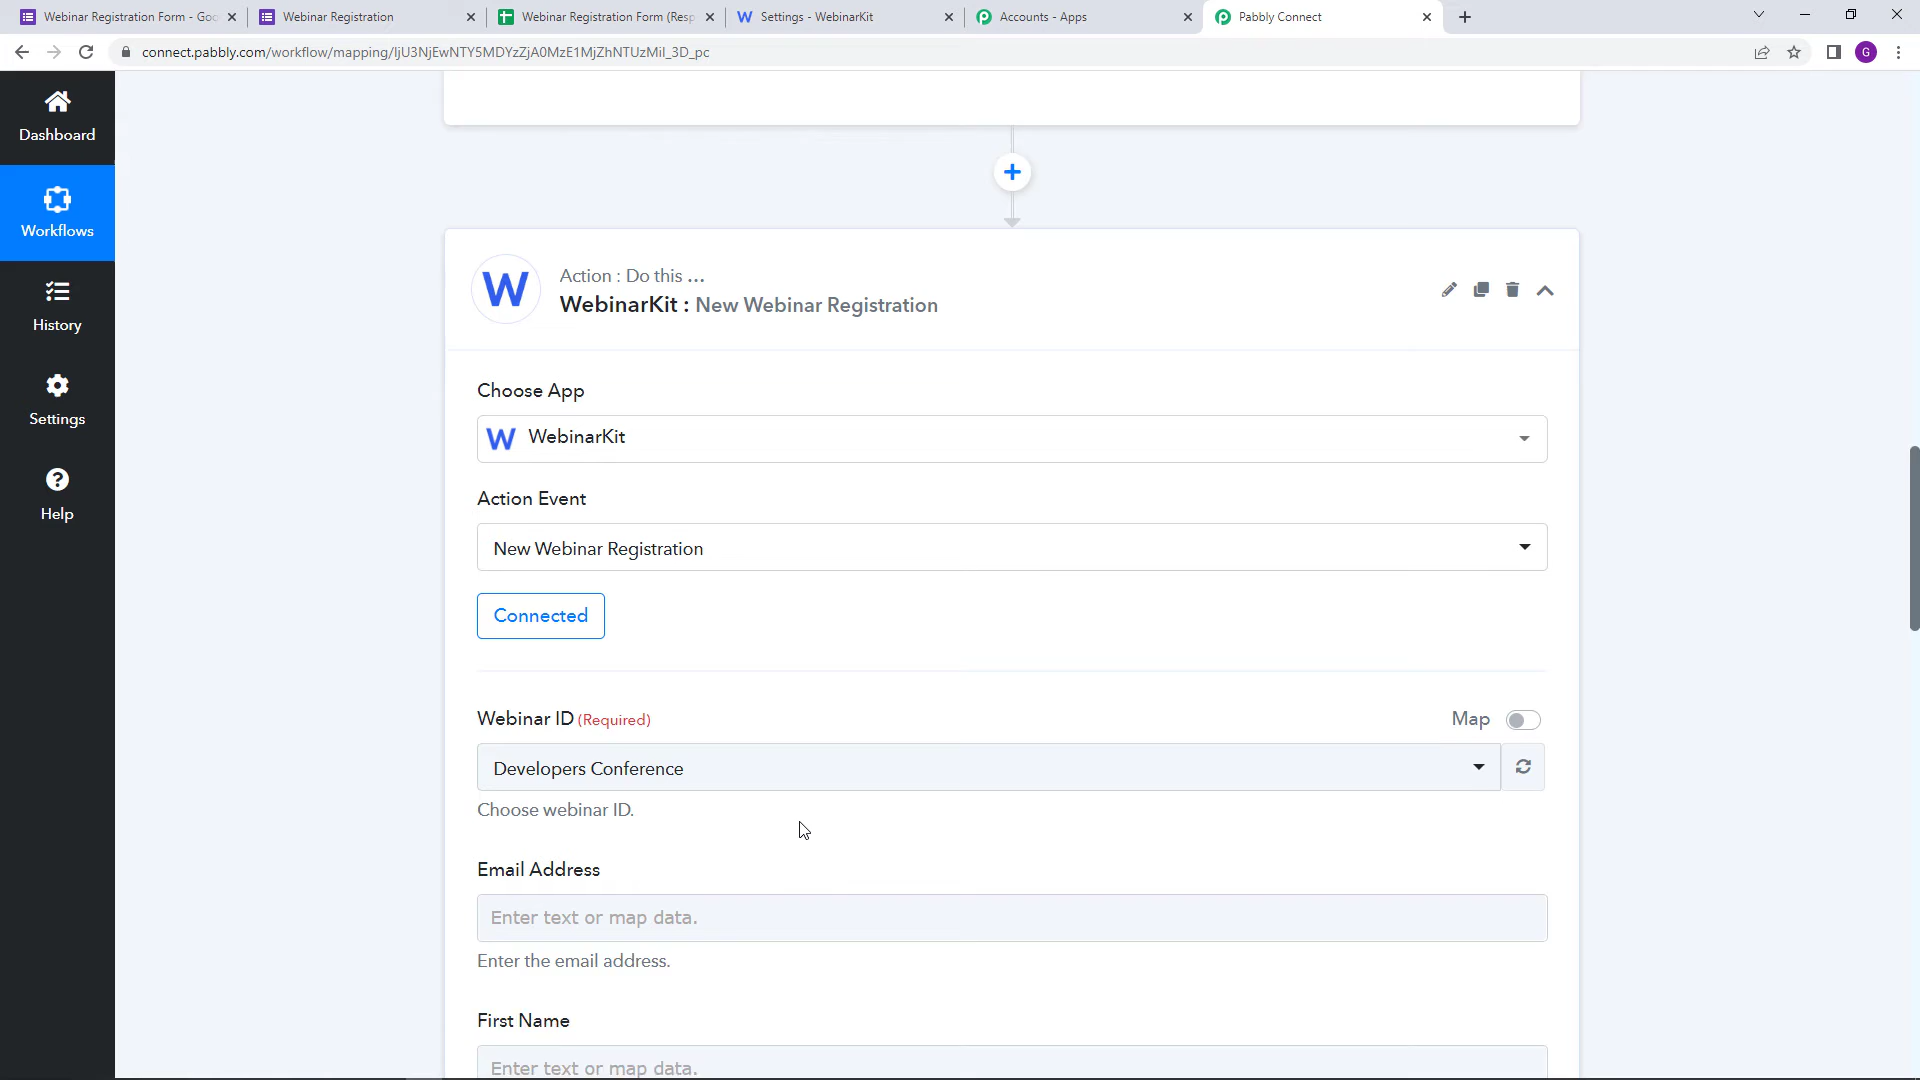 Webinar Registration Form - Goo
Webinar Registration
Webinar Registration Form (Resp
Settings - WebinarKit
Accounts - Apps
Pabbly Connect
connect.pabbly.com/workflow/mapping/IjU3NjEwNTY5MDYzZjA0MzE1MjZhNTUzMiI_3D_pc
G
Dashboard
Workflows
History
Settings
Help
Action : Do this ...
WebinarKit : New Webinar Registration
Choose App
WebinarKit
Action Event
New Webinar Registration
Connected
Webinar ID (Required)
Map
Developers Conference
Choose webinar ID.
Email Address
Enter text or map data.
Enter the email address.
First Name
Enter text or map data.